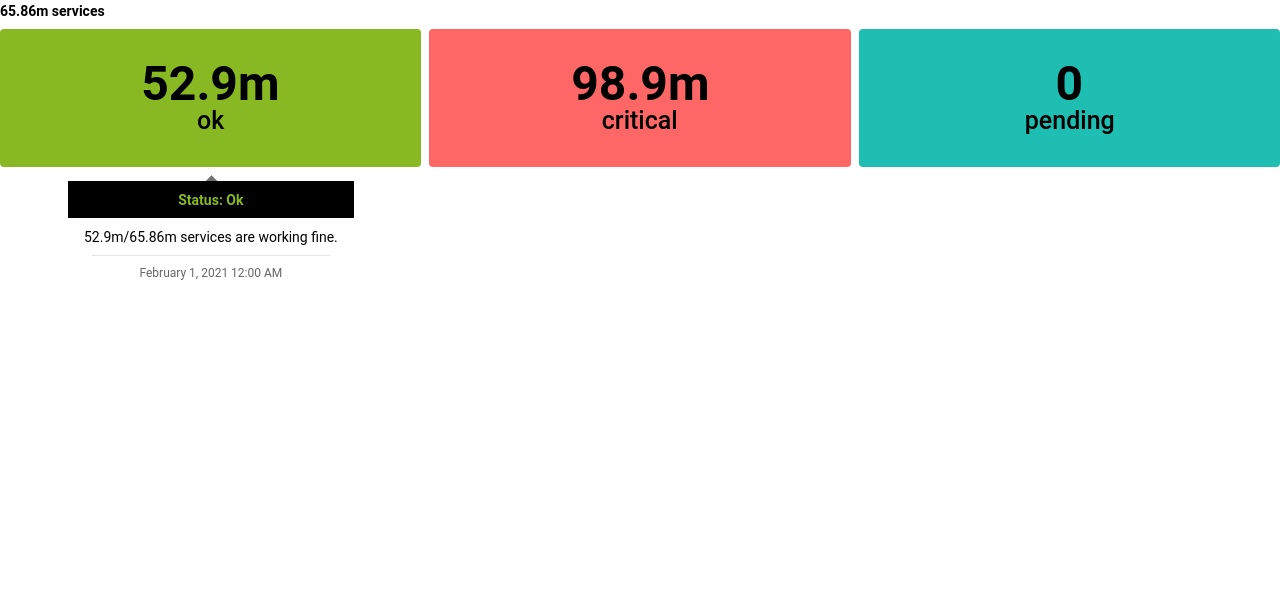 65.86m services
52.9m
ok
98.9m
critical
0
pending
Status: Ok
52.9m/65.86m services are working fine.
February 1, 2021 12:00 AM